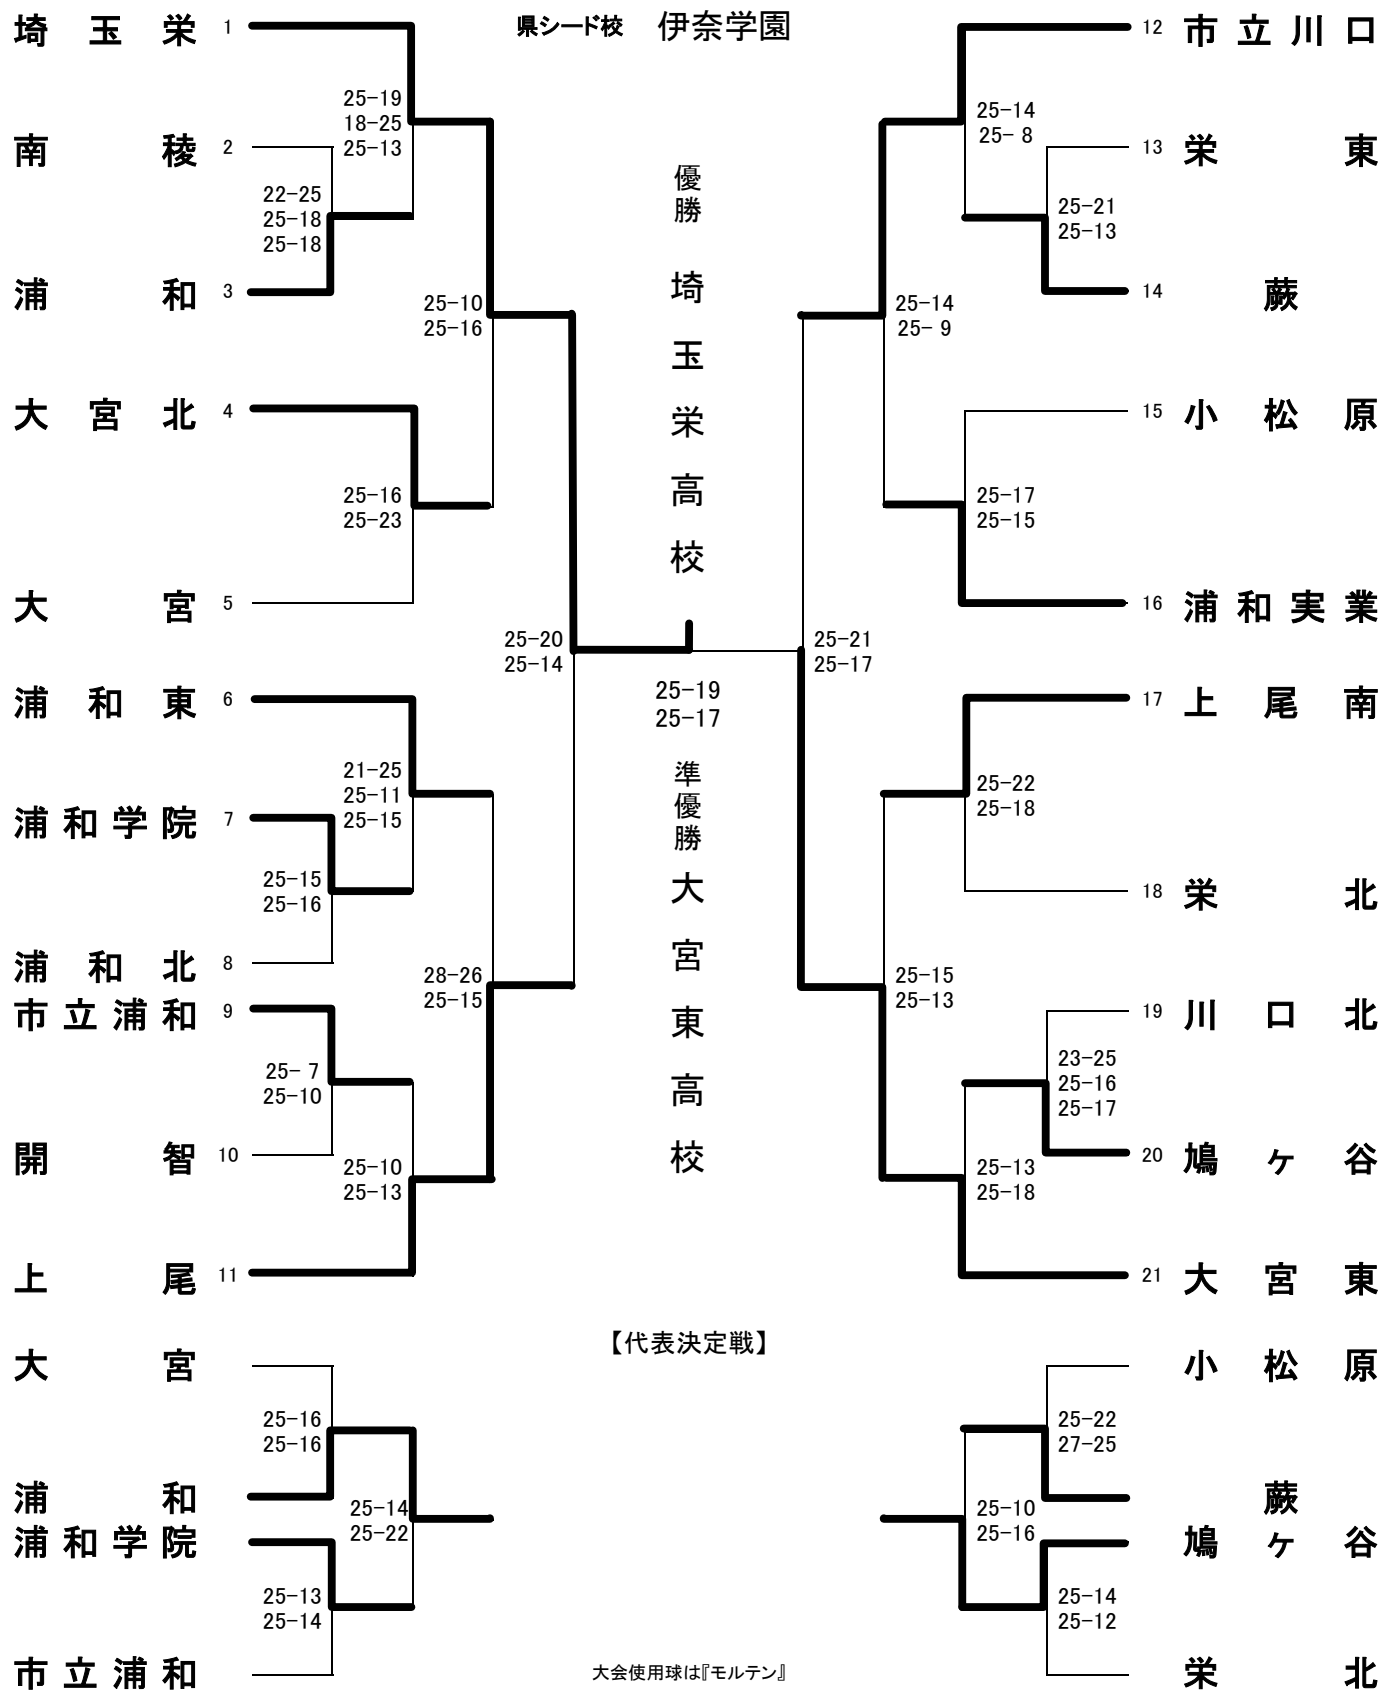 県シード校 伊奈学園
埼玉栄 1
南稜 2
浦和 3
大宮北 4
大宮 5
浦和東 6
浦和学院 7
浦和北 8
市立浦和 9
開智 10
上尾 11
25-19
18-25
25-13
22-25
25-18
25-18
25-10
25-16
25-16
25-23
25-20
25-14
21-25
25-11
25-15
25-15
25-16
28-26
25-15
25- 7
25-10
25-10
25-13
優勝
埼玉栄高校
25-19
25-17
準優勝
大宮東高校
12 市立川口
13 栄東
14 蕨
15 小松原
16 浦和実業
17 上尾南
18 栄北
19 川口北
20 鳩ヶ谷
21 大宮東
25-14
25- 8
25-21
25-13
25-14
25- 9
25-17
25-15
25-21
25-17
25-22
25-18
25-15
25-13
23-25
25-16
25-17
25-13
25-18
【代表決定戦】
大宮
浦和
浦和学院
市立浦和
25-16
25-16
25-14
25-22
25-13
25-14
小松原
蕨
鳩ヶ谷
栄北
25-22
27-25
25-10
25-16
25-14
25-12
大会使用球は『モルテン』